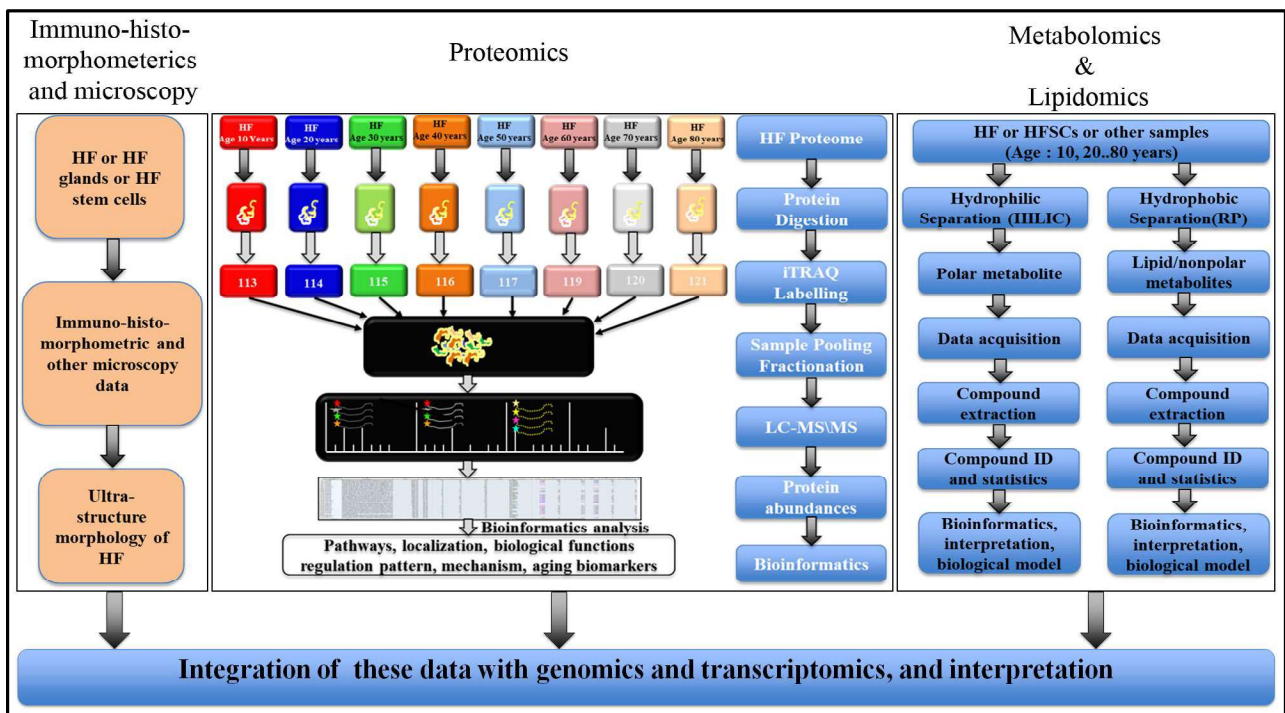 Immuno-histo-
morphometerics
and microscopy
HF or HF
glands or HF
stem cells
Immuno-histo-
morphometric and
other microscopy
data
Ultra-
structure
morphology of
HF
Proteomics
HF
Age 10 Years
HF
Age 20 years
HF
Age 30 years
HF
Age 40 years
HF
Age 50 years
HF
Age 60 years
HF
Age 70 years
HF
Age 80 years
113
114
115
116
117
119
120
121
Bioinformatics analysis
Pathways, localization, biological functions
regulation pattern, mechanism, aging biomarkers
HF Proteome
Protein
Digestion
iTRAQ
Labelling
Sample Pooling
Fractionation
LC-MS\MS
Protein
abundances
Bioinformatics
Metabolomics
&
Lipidomics
HF or HFSCs or other samples
(Age : 10, 20..80 years)
Hydrophilic
Separation (HILIC)
Polar metabolite
Data acquisition
Compound
extraction
Compound ID
and statistics
Bioinformatics,
interpretation,
biological model
Hydrophobic
Separation(RP)
Lipid/nonpolar
metabolites
Data acquisition
Compound
extraction
Compound ID
and statistics
Bioinformatics,
interpretation,
biological model
Integration of these data with genomics and transcriptomics, and interpretation